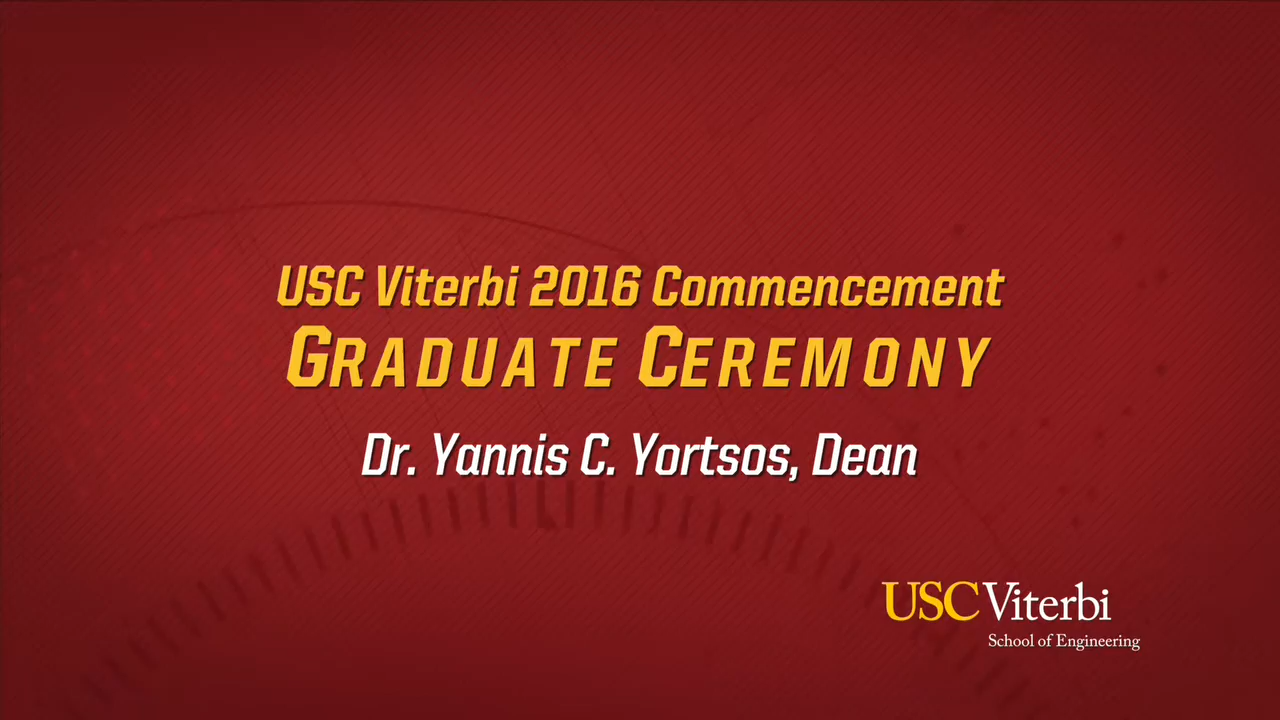 USC Viterbi 2016 Commencement
GRADUATE CEREMONY
Dr. Yannis C. Yortsos, Dean
USC Viterbi
School of Engineering